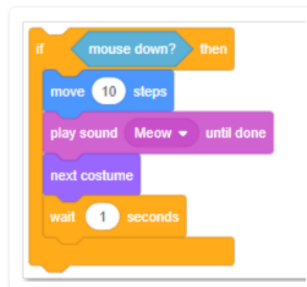 if mouse down? then
move 10 steps
play sound Meow until done
next costume
wait 1 seconds